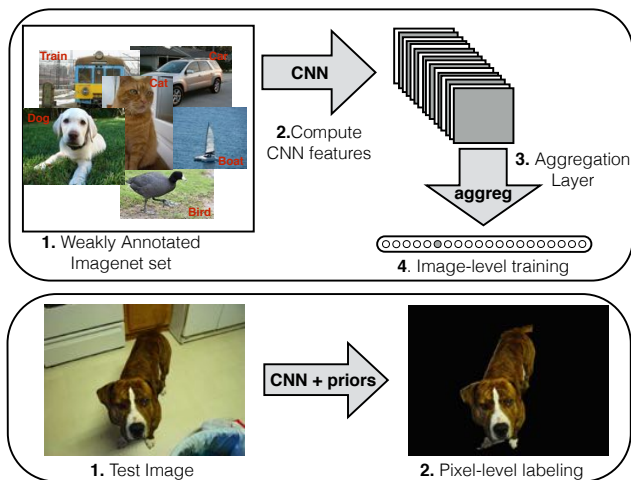 Train
Car
Cat
Dog
Boat
Bird
1. Weakly Annotated
Imagenet set
CNN
2.Compute
CNN features
3. Aggregation
Layer
aggreg
4. Image-level training
CNN + priors
1. Test Image
2. Pixel-level labeling